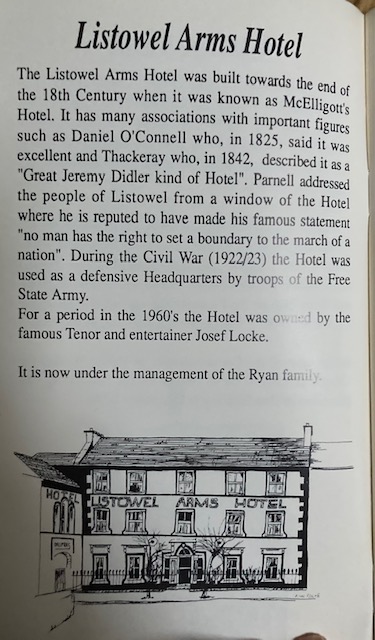 Listowel Arms Hotel
The Listowel Arms Hotel was built towards the end of
the 18th Century when it was known as McElligott's
Hotel. It has many associations with important figures
such as Daniel O'Connell who, in 1825, said it was
excellent and Thackeray who, in 1842, described it as a
"Great Jeremy Didler kind of Hotel". Parnell addressed
the people of Listowel from a window of the Hotel
where he is reputed to have made his famous statement
"no man has the right to set a boundary to the march of a
nation". During the Civil War (1922/23) the Hotel was
used as a defensive Headquarters by troops of the Free
State Army.
For a period in the 1960's the Hotel was owned by the
famous Tenor and entertainer Josef Locke.
It is now under the management of the Ryan family.
HOTEL
LISTOWEL ARMS HOTEL